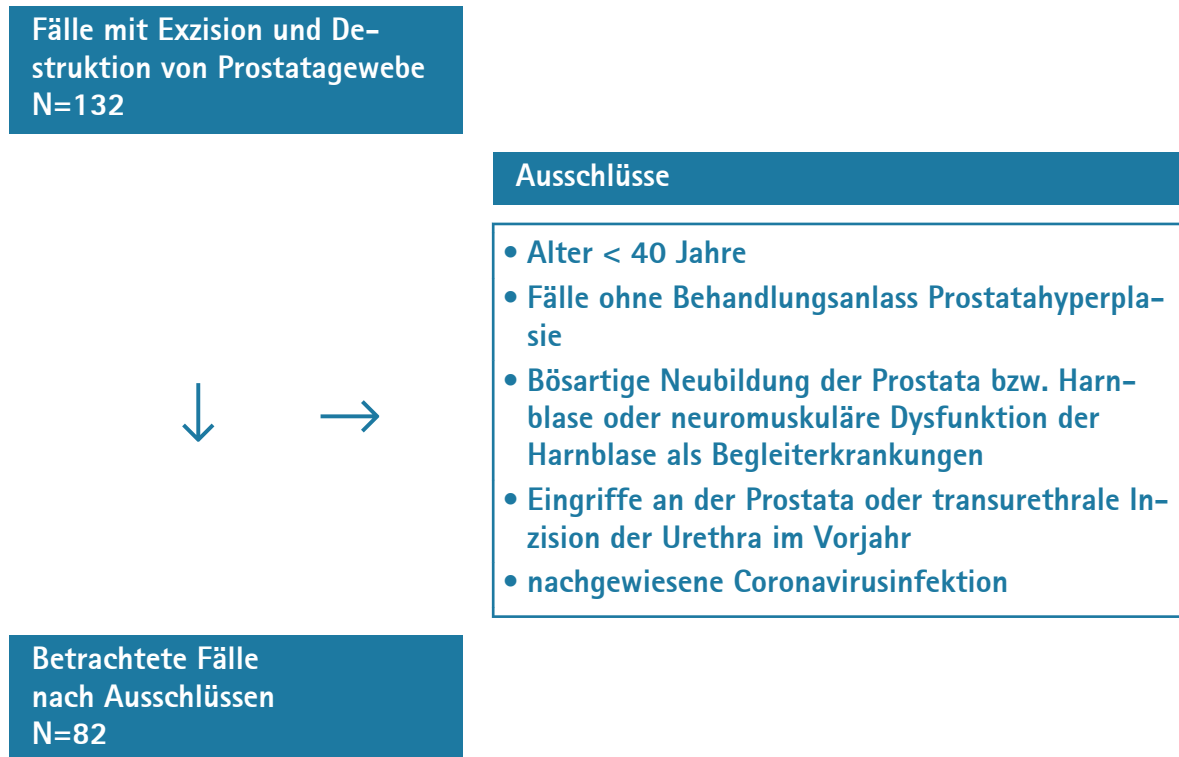 Fälle mit Exzision und De-
struktion von Prostatagewebe
N=132
Ausschlüsse
• Alter < 40 Jahre
• Fälle ohne Behandlungsanlass Prostatahyperpla-
sie
• Bösartige Neubildung der Prostata bzw. Harn-
blase oder neuromuskuläre Dysfunktion der
Harnblase als Begleiterkrankungen
• Eingriffe an der Prostata oder transurethrale In-
zision der Urethra im Vorjahr
• nachgewiesene Coronavirusinfektion
Betrachtete Fälle
nach Ausschlüssen
N=82